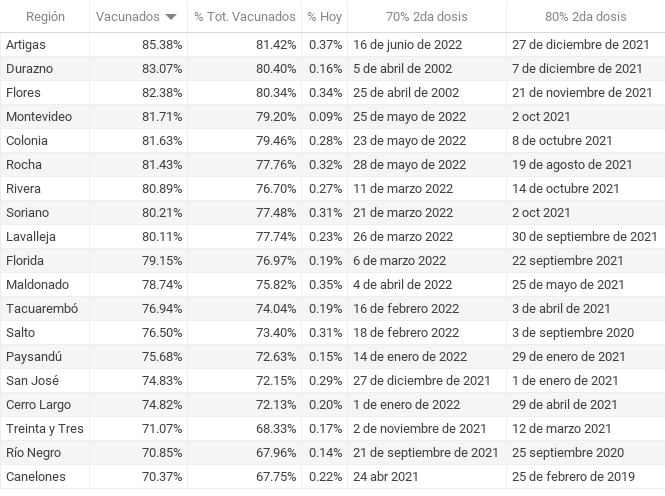 Región Vacunados % Tot. Vacunados % Hoy 70% 2da dosis 80% 2da dosis
Artigas 85.38% 81.42% 0.37% 16 de junio de 2022 27 de diciembre de 2021
Durazno 83.07% 80.40% 0.16% 5 de abril de 2002 7 de diciembre de 2021
Flores 82.38% 80.34% 0.34% 25 de abril de 2002 21 de noviembre de 2021
Montevideo 81.71% 79.20% 0.09% 25 de mayo de 2022 2 oct 2021
Colonia 81.63% 79.46% 0.28% 23 de mayo de 2022 8 de octubre 2021
Rocha 81.43% 77.76% 0.32% 28 de mayo de 2022 19 de agosto de 2021
Rivera 80.89% 76.70% 0.27% 11 de marzo 2022 14 de octubre 2021
Soriano 80.21% 77.48% 0.31% 21 de marzo 2022 2 oct 2021
Lavalleja 80.11% 77.74% 0.23% 26 de marzo 2022 30 de septiembre de 2021
Florida 79.15% 76.97% 0.19% 6 de marzo 2022 22 septiembre 2021
Maldonado 78.74% 75.82% 0.35% 4 de abril de 2022 25 de mayo de 2021
Tacuarembó 76.94% 74.04% 0.19% 16 de febrero 2022 3 de abril de 2021
Salto 76.50% 73.40% 0.31% 18 de febrero 2022 3 de septiembre 2020
Paysandú 75.68% 72.63% 0.15% 14 de enero de 2022 29 de enero de 2021
San José 74.83% 72.15% 0.29% 27 de diciembre de 2021 1 de enero de 2021
Cerro Largo 74.82% 72.13% 0.20% 1 de enero de 2022 29 de abril de 2021
Treinta y Tres 71.07% 68.33% 0.17% 2 de noviembre de 2021 12 de marzo de 2021
Río Negro 70.85% 67.96% 0.14% 21 de septiembre de 2021 25 septiembre 2020
Canelones 70.37% 67.75% 0.22% 24 abr 2021 25 de febrero de 2019